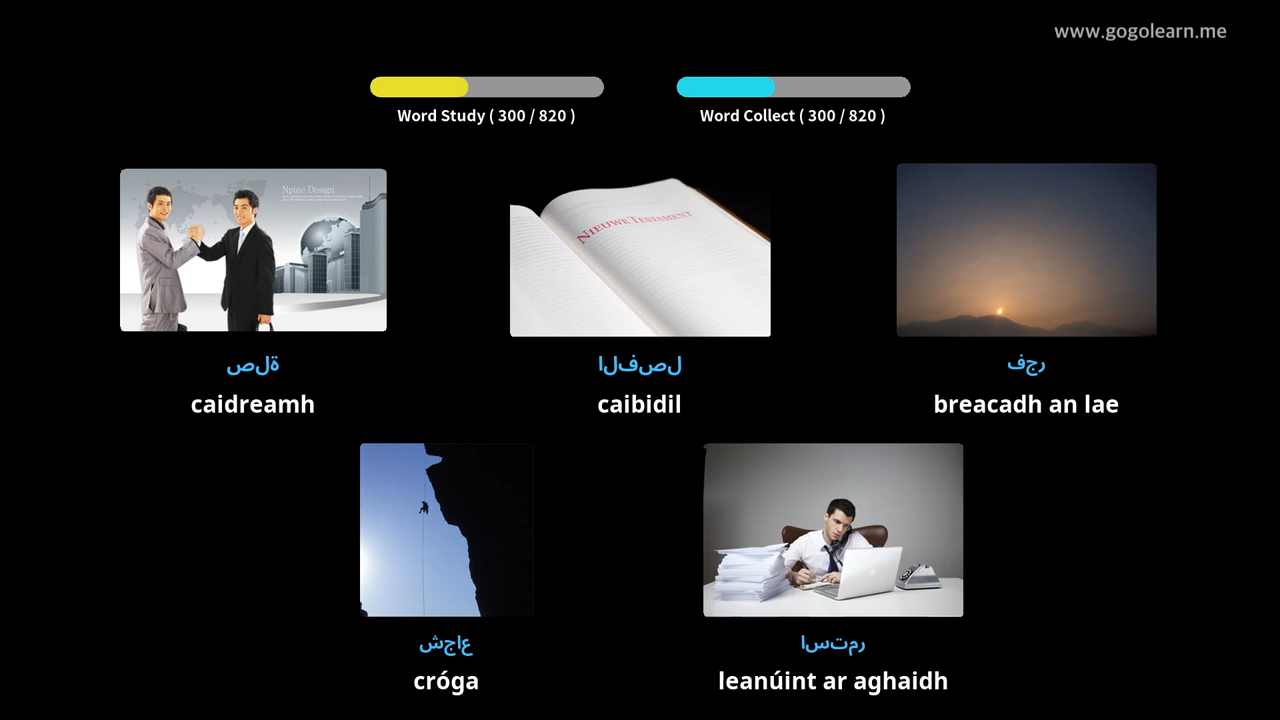 www.gogolearn.me
Word Study ( 300 / 820 )
Word Collect ( 300 / 820 )
Npine Design
NIEUWE TESTAMENT
صلة
الفصل
فجر
caidreamh
caibidil
breacadh an lae
شجاع
استمر
cróga
leanúint ar aghaidh